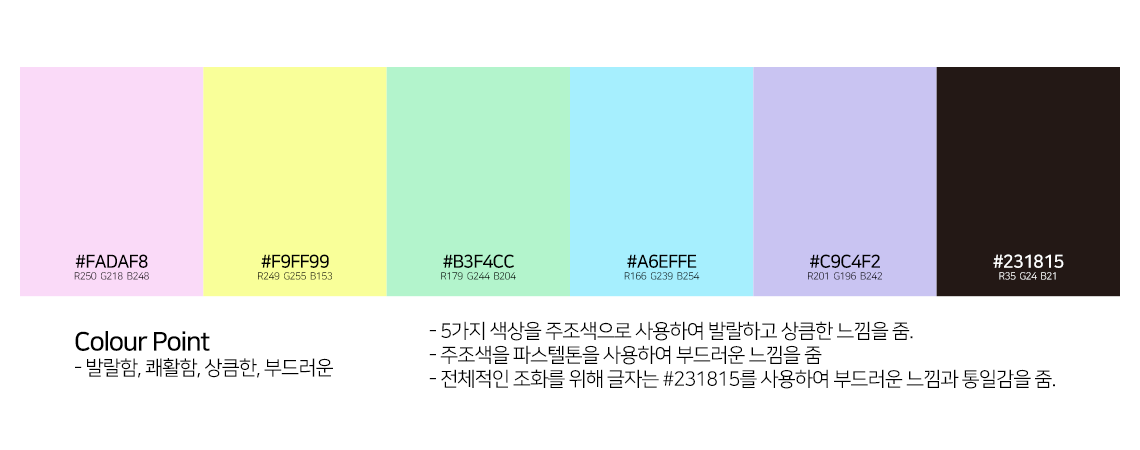 #FADAF8
R250 G218 B248
#F9FF99
R249 G255 B153
#B3F4CC
R179 G244 B204
#A6EFFE
R166 G239 B254
#C9C4F2
R201 G196 B242
#231815
R35 G24 B21
Colour Point
- 발랄함, 쾌활함, 상큼한, 부드러운
- 5가지 색상을 주조색으로 사용하여 발랄하고 상큼한 느낌을 줌.
- 주조색을 파스텔톤을 사용하여 부드러운 느낌을 줌
- 전체적인 조화를 위해 글자는 #231815를 사용하여 부드러운 느낌과 통일감을 줌.